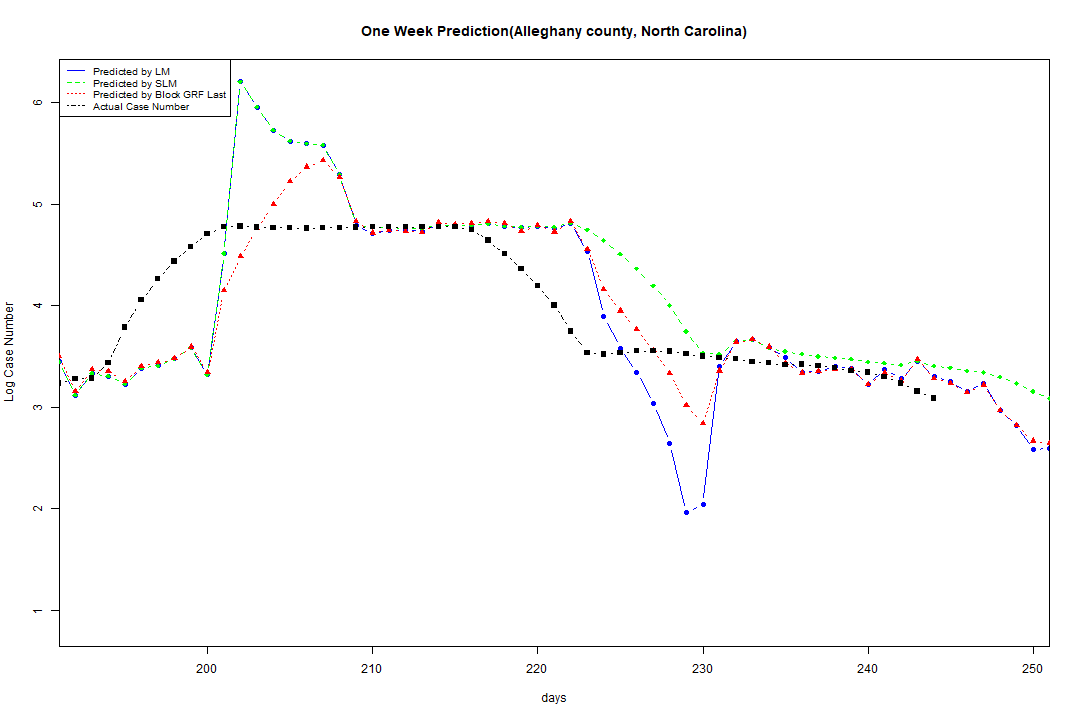 One Week Prediction(Alleghany county, North Carolina)
Predicted by LM
Predicted by SLM
Predicted by Block GRF Last
Actual Case Number
6
5
4
3
2
1
Log Case Number
200 210 220 230 240 250
days